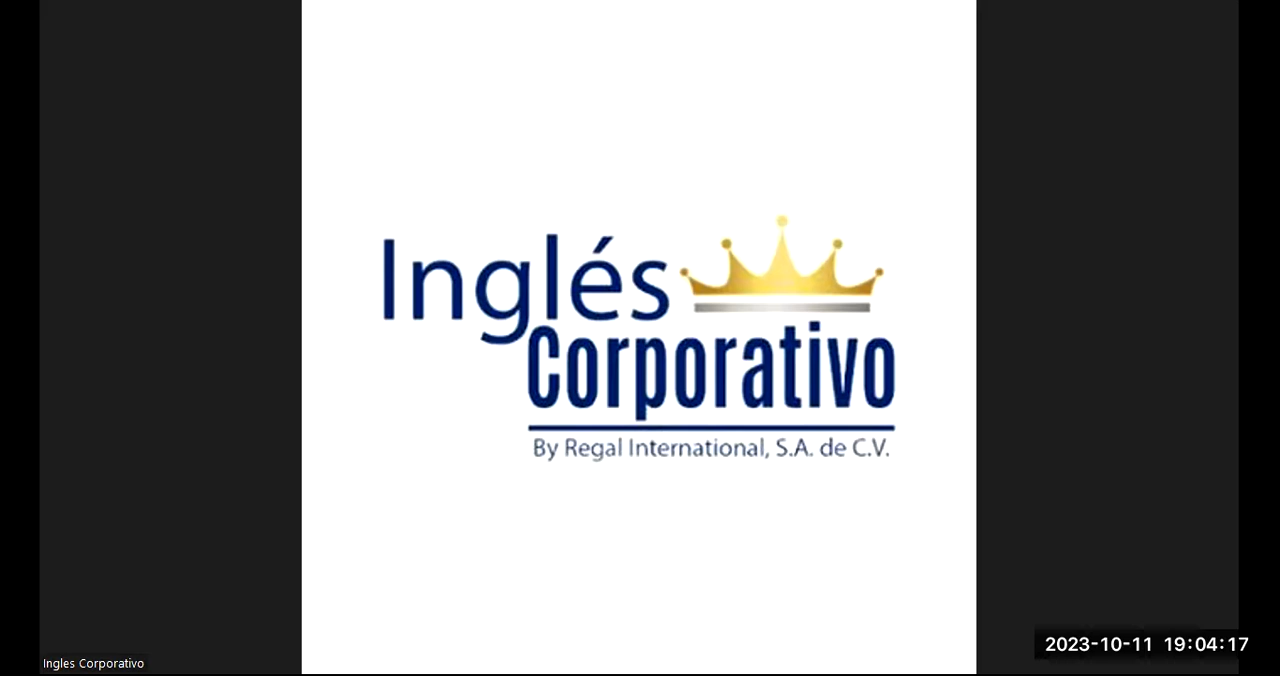 Inglés
Corporativo
By Regal International, S.A. de C.V.
Ingles Corporativo
2023-10-11 19:04:17